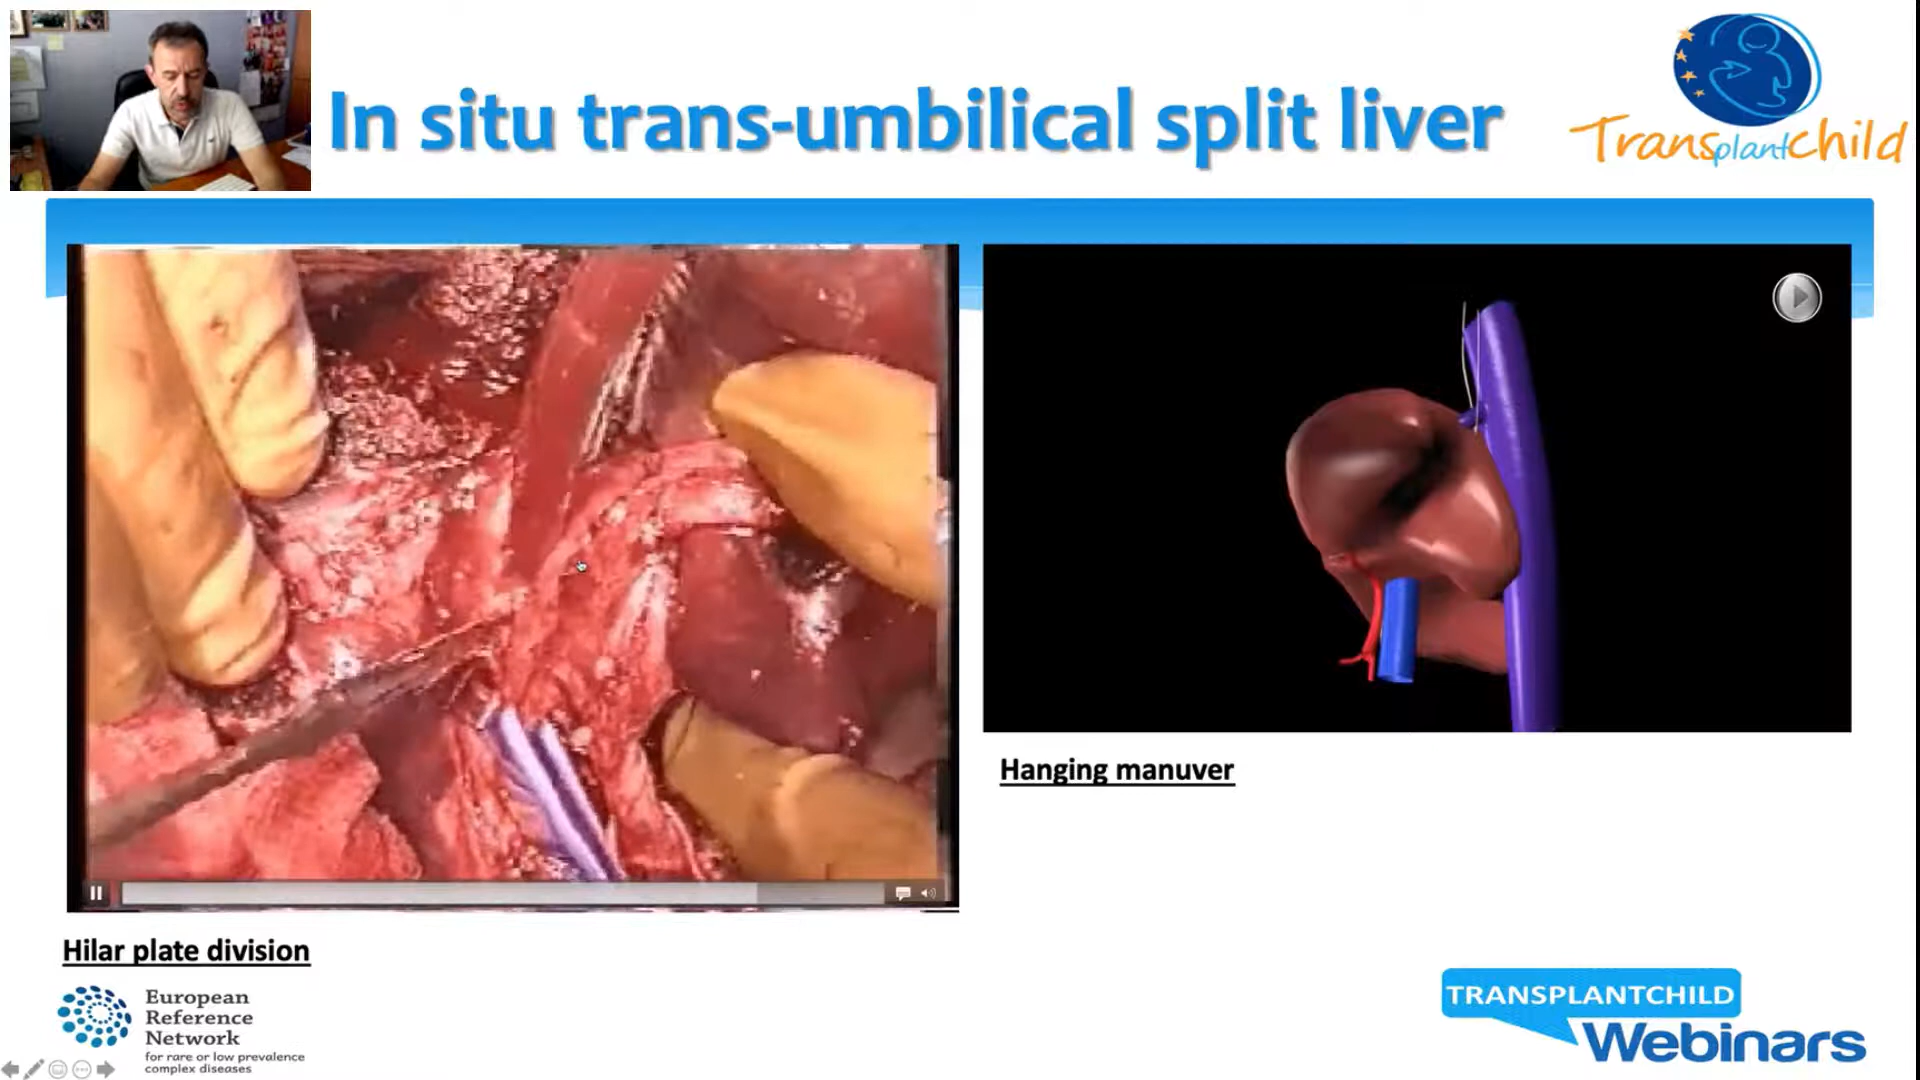 In situ trans-umbilical split liver
Transplantchild
Hanging manuver
Hilar plate division
European
Reference
Network
for rare or low prevalence
complex diseases
TRANSPLANTCHILD
Webinars